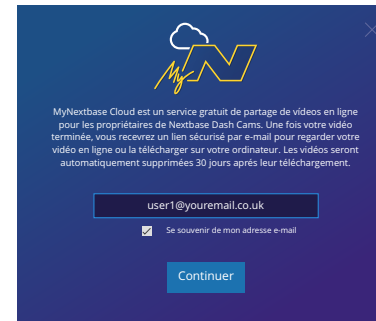 My N
MyNextbase Cloud est un service gratuit de partage de vídeos en ligne
pour les propriétaires de Nextbase Dash Cams. Une fois votre vidéo
terminée, vous recevrez un lien sécurisé par e-mail pour regarder votre
vidéo en ligne ou la télécharger sur votre ordinateur. Les vidéos seront
automatiquement supprimées 30 jours aprés leur téléchargement.
user1@youremail.co.uk
Se souvenir de mon adresse e-mail
Continuer